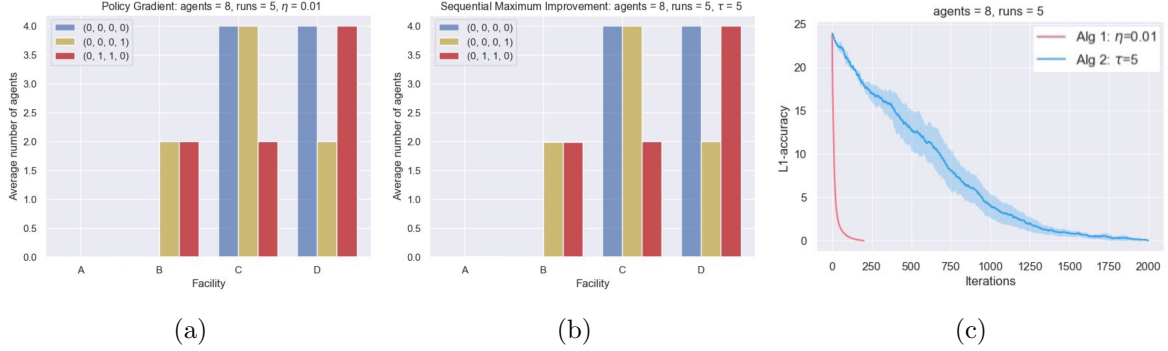 Policy Gradient: agents = 8, runs = 5, η = 0.01
4.0
3.5
3.0
2.5
2.0
1.5
1.0
0.5
0.0
Average number of agents
(0, 0, 0, 0)
(0, 0, 0, 1)
(0, 1, 1, 0)
A B C D
Facility
(a)
Sequential Maximum Improvement: agents = 8, runs = 5, τ = 5
4.0
3.5
3.0
2.5
2.0
1.5
1.0
0.5
0.0
Average number of agents
(0, 0, 0, 0)
(0, 0, 0, 1)
(0, 1, 1, 0)
A B C D
Facility
(b)
agents = 8, runs = 5
25
20
15
10
5
0
L1-accuracy
Alg 1: η=0.01
Alg 2: τ=5
0 250 500 750 1000 1250 1500 1750 2000
Iterations
(c)